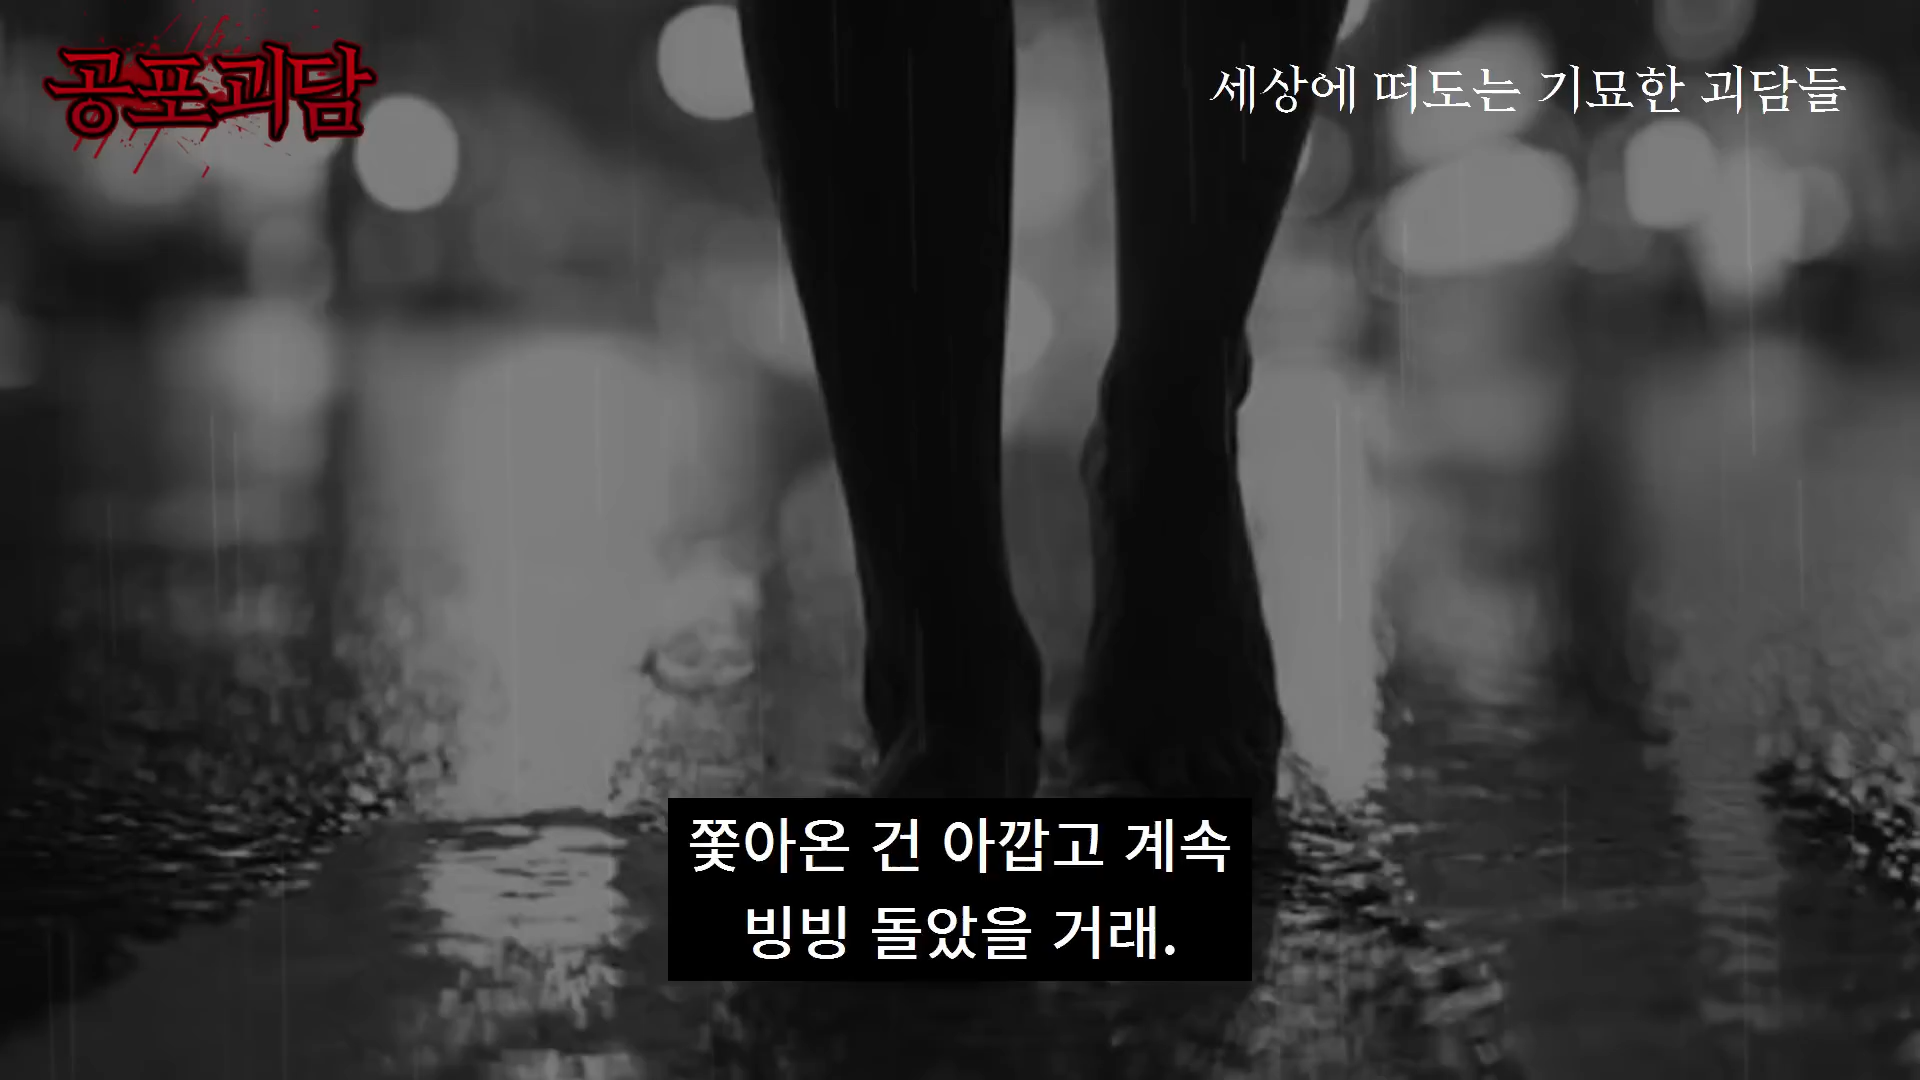 공포괴담
세상에 떠도는 기묘한 괴담들
쫓아온 건 아깝고 계속
빙빙 돌았을 거래.